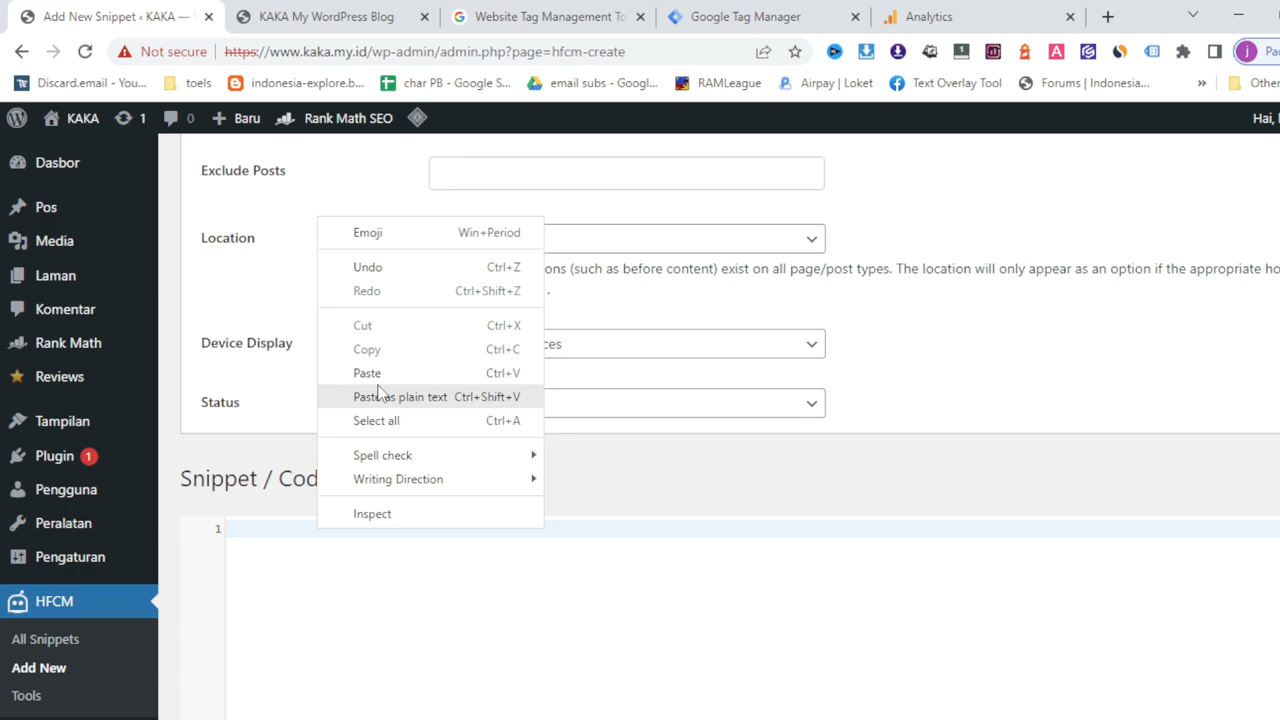 Add New Snippet ‹ KAKA —
KAKA My WordPress Blog
Website Tag Management To
Google Tag Manager
Analytics
Not secure
https://www.kaka.my.id/wp-admin/admin.php?page=hfcm-create
j
Pau
Discard.email - You...
toels
indonesia-explore.b...
char PB - Google S...
email subs - Googl...
RAMLeague
Airpay | Loket
Text Overlay Tool
Forums | Indonesia...
»
Other
KAKA
1
0
Baru
Rank Math SEO
Hai,
Dasbor
Pos
Media
Laman
Komentar
Rank Math
Reviews
Tampilan
Plugin 1
Pengguna
Peralatan
Pengaturan
HFCM
All Snippets
Add New
Tools
Exclude Posts
Location
ons (such as before content) exist on all page/post types. The location will only appear as an option if the appropriate ho
.
Device Display
ces
Status
Snippet / Cod
1
Emoji Win+Period
Undo Ctrl+Z
Redo Ctrl+Shift+Z
Cut Ctrl+X
Copy Ctrl+C
Paste Ctrl+V
Paste as plain text Ctrl+Shift+V
Select all Ctrl+A
Spell check
Writing Direction
Inspect